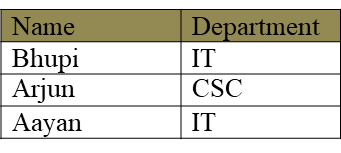 Name Department
Bhupi IT
Arjun CSC
Aayan IT